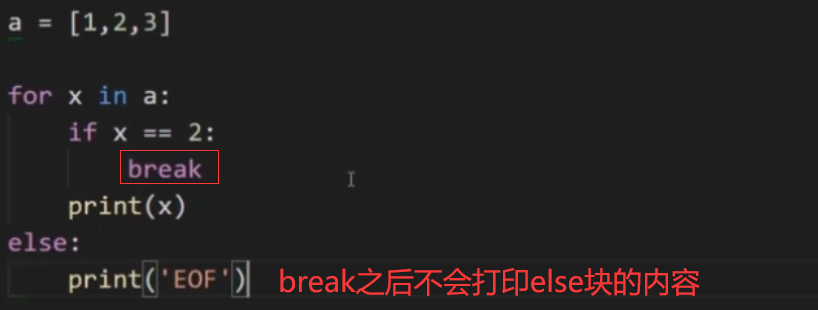 a = [1,2,3]
for x in a:
if x == 2:
break
print(x)
else:
print('EOF') break之后不会打印else块的内容